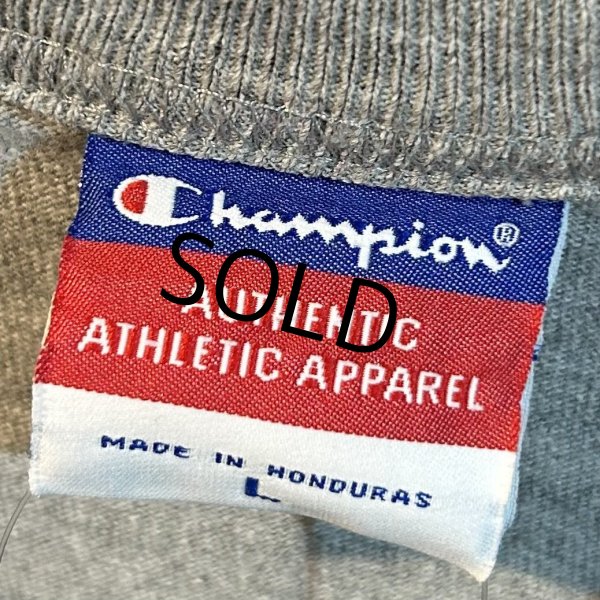 Champion®
SOLD
AUTHENTIC
ATHLETIC APPAREL
MADE IN HONDURAS
L